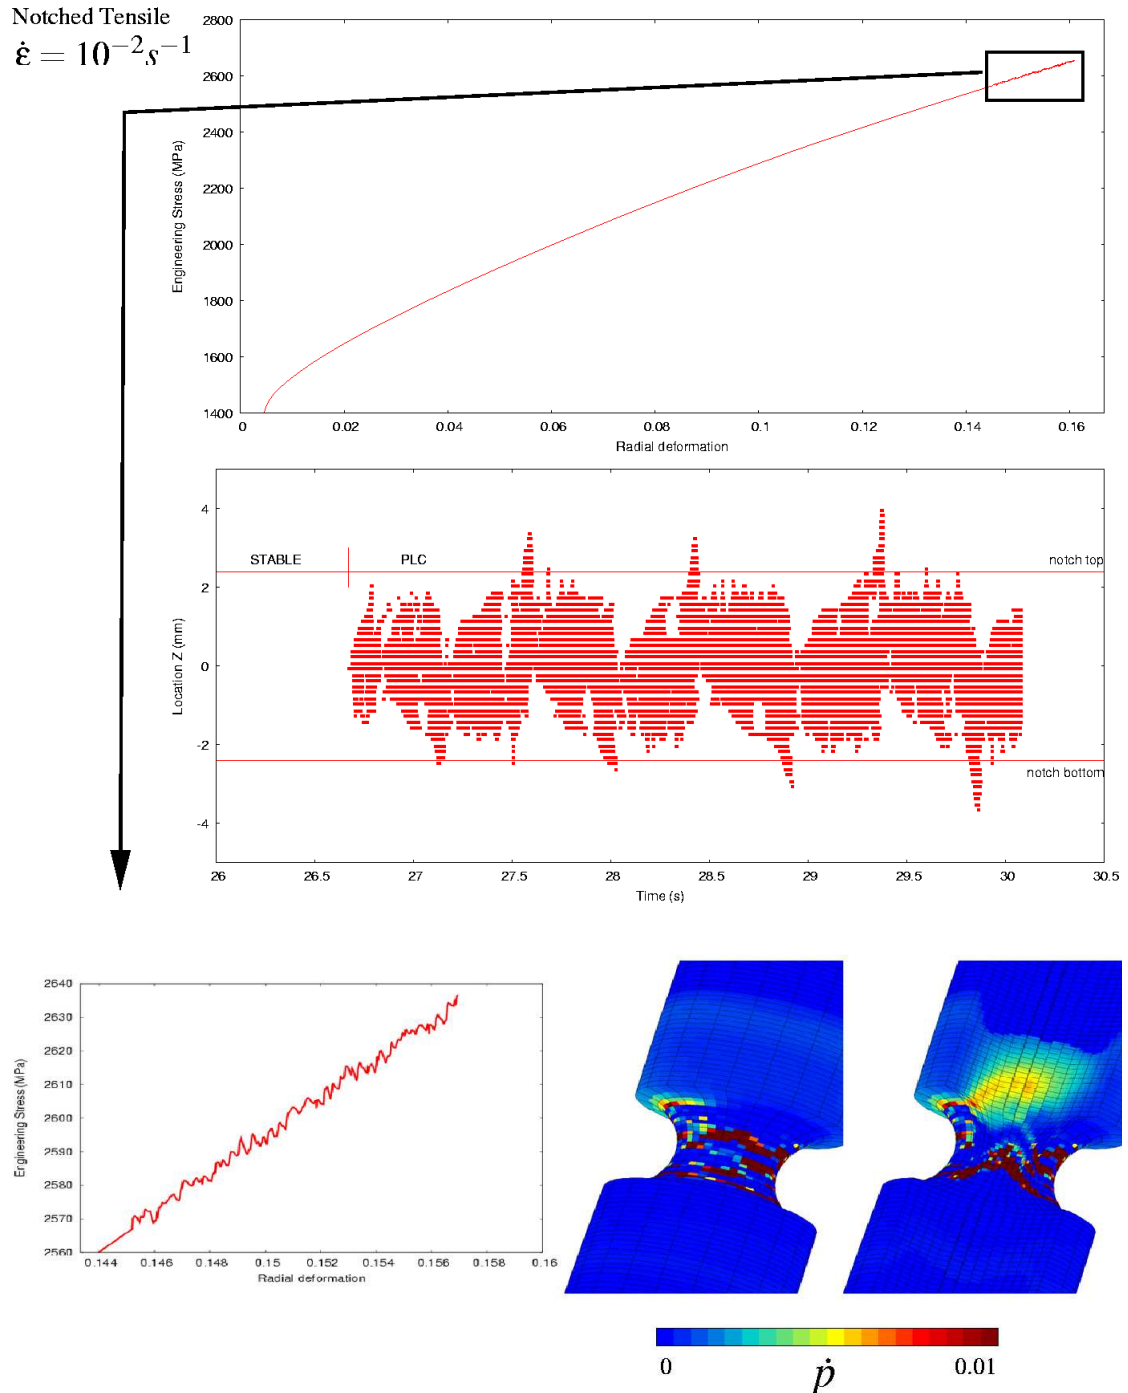 Notched Tensile
ε̇ = 10⁻²s⁻¹
2800
2600
2400
2200
2000
1800
1600
1400
Engineering Stress (MPa)
0 0.02 0.04 0.06 0.08 0.1 0.12 0.14 0.16
Radial deformation
4
2
0
-2
-4
Location Z (mm)
STABLE PLC notch top
notch bottom
26 26.5 27 27.5 28 28.5 29 29.5 30 30.5
Time (s)
2640
2630
2620
2610
2600
2590
2580
2570
2560
Engineering Stress (MPa)
0.144 0.146 0.148 0.15 0.152 0.154 0.156 0.158 0.16
Radial deformation
0 0.01
ṗ